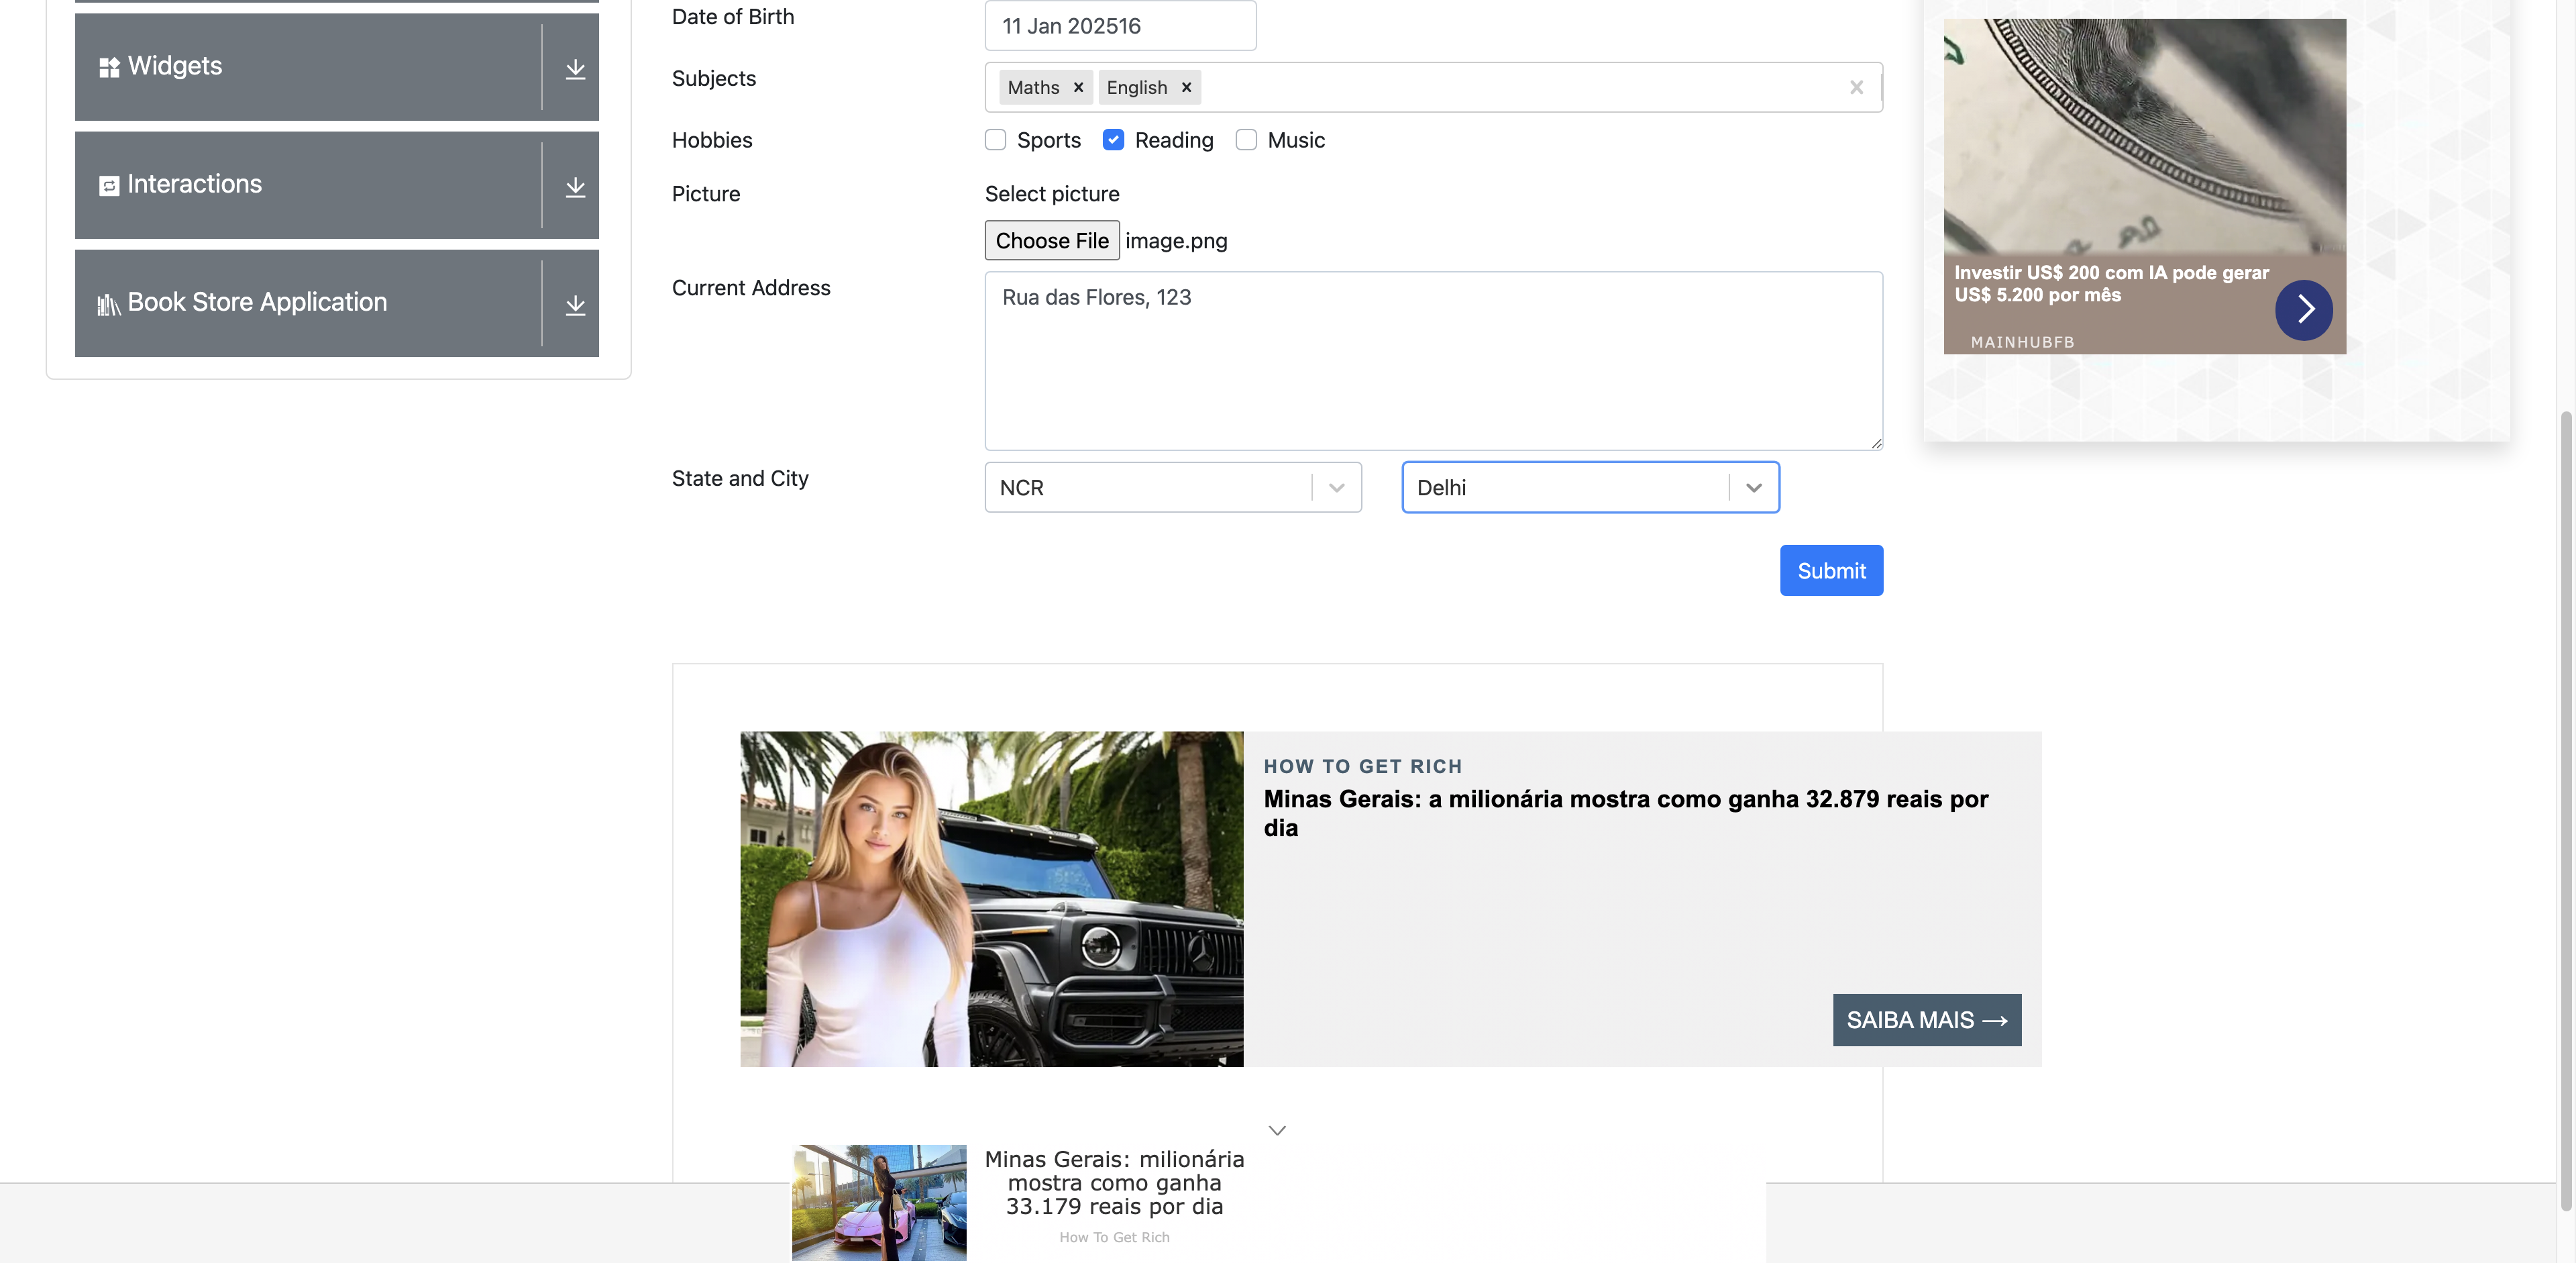 Widgets
Interactions
Book Store Application
Date of Birth
11 Jan 202516
Subjects
Maths
English
Hobbies
Sports
Reading
Music
Picture
Select picture
Choose File
image.png
Current Address
Rua das Flores, 123
State and City
NCR
Delhi
Submit
Investir US$ 200 com IA pode gerar
US$ 5.200 por mês
MAINHUBFB
HOW TO GET RICH
Minas Gerais: a milionária mostra como ganha 32.879 reais por
dia
SAIBA MAIS
Minas Gerais: milionária
mostra como ganha
33.179 reais por dia
How To Get Rich